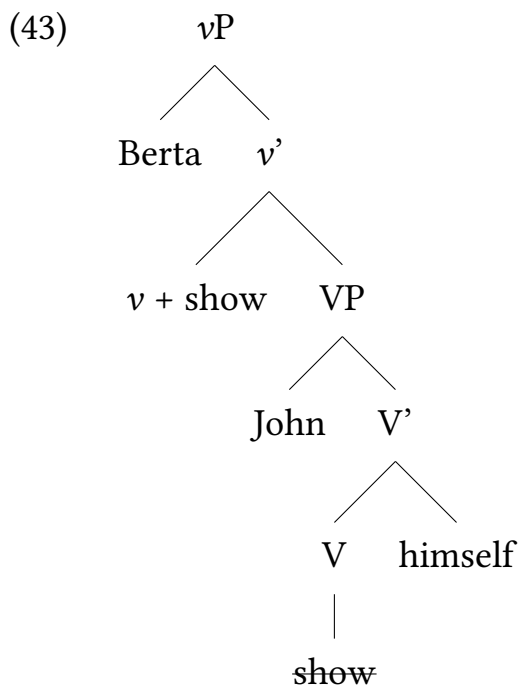 (43) vP
Berta v'
v + show VP
John V'
V himself
show